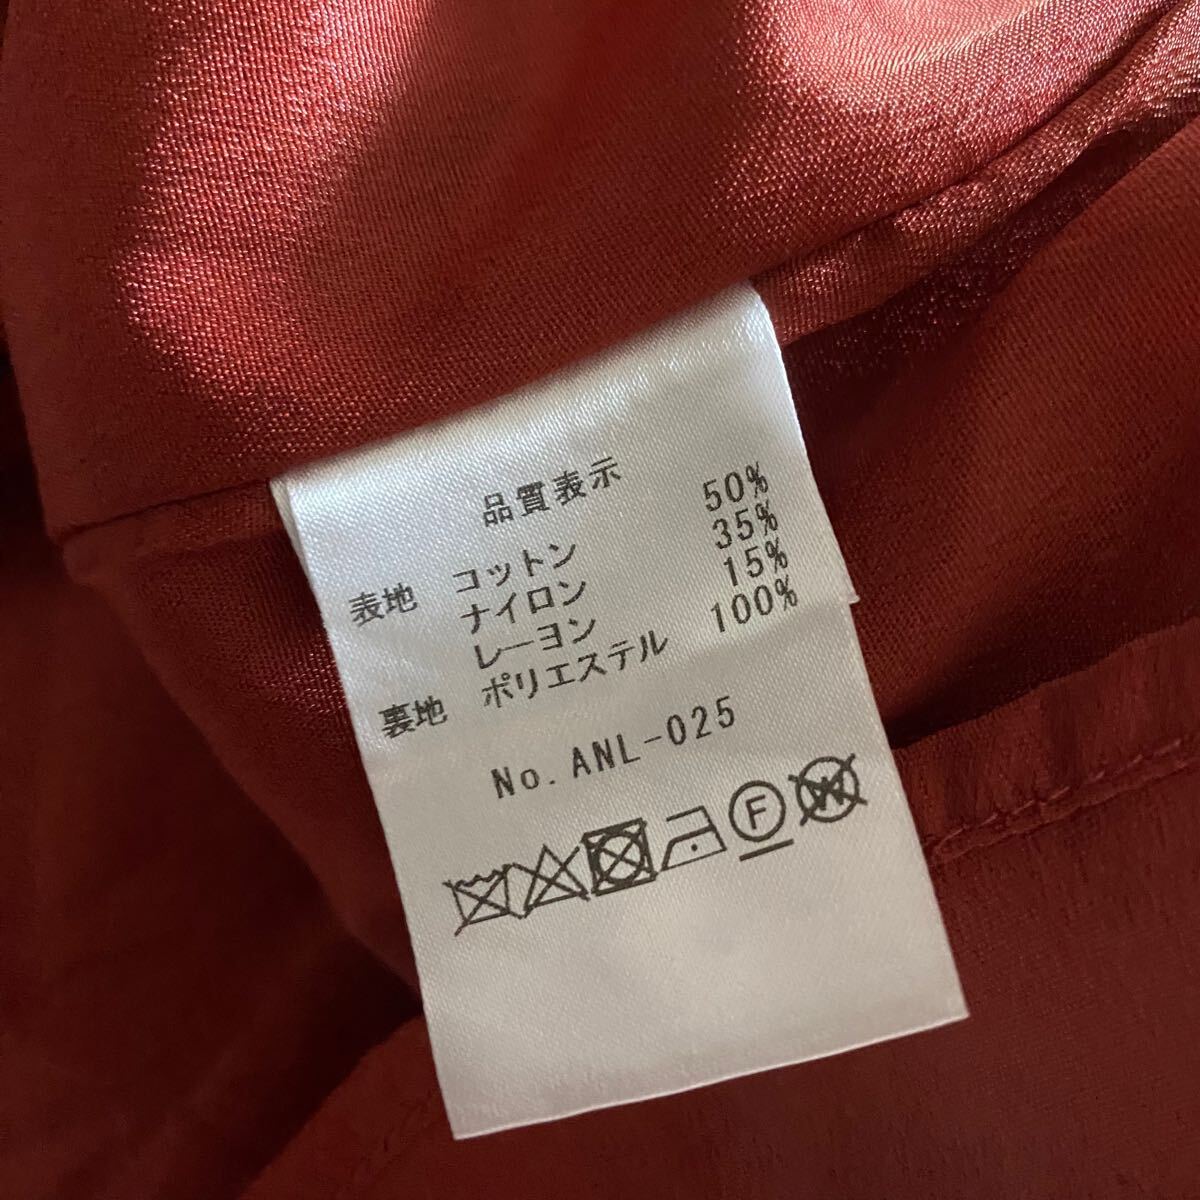 品質表示
表地 コットン 50%
ナイロン 35%
レーヨン 15%
裏地 ポリエステル 100%
No. ANL-025
F W